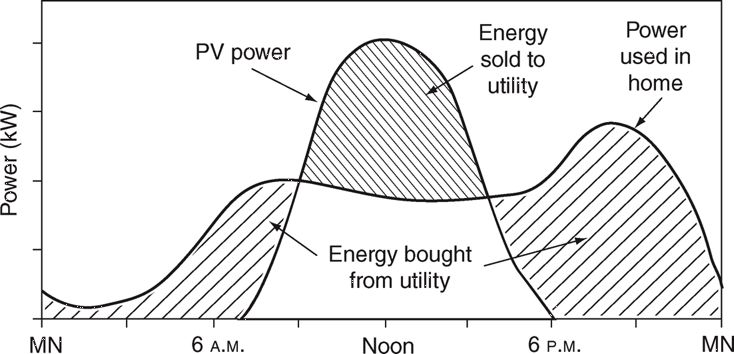 Energy
sold to
utility
Power
used in
home
PV power
Power (kW)
Energy bought
from utility
MN
6 A.M.
Noon
6 P.M.
MN